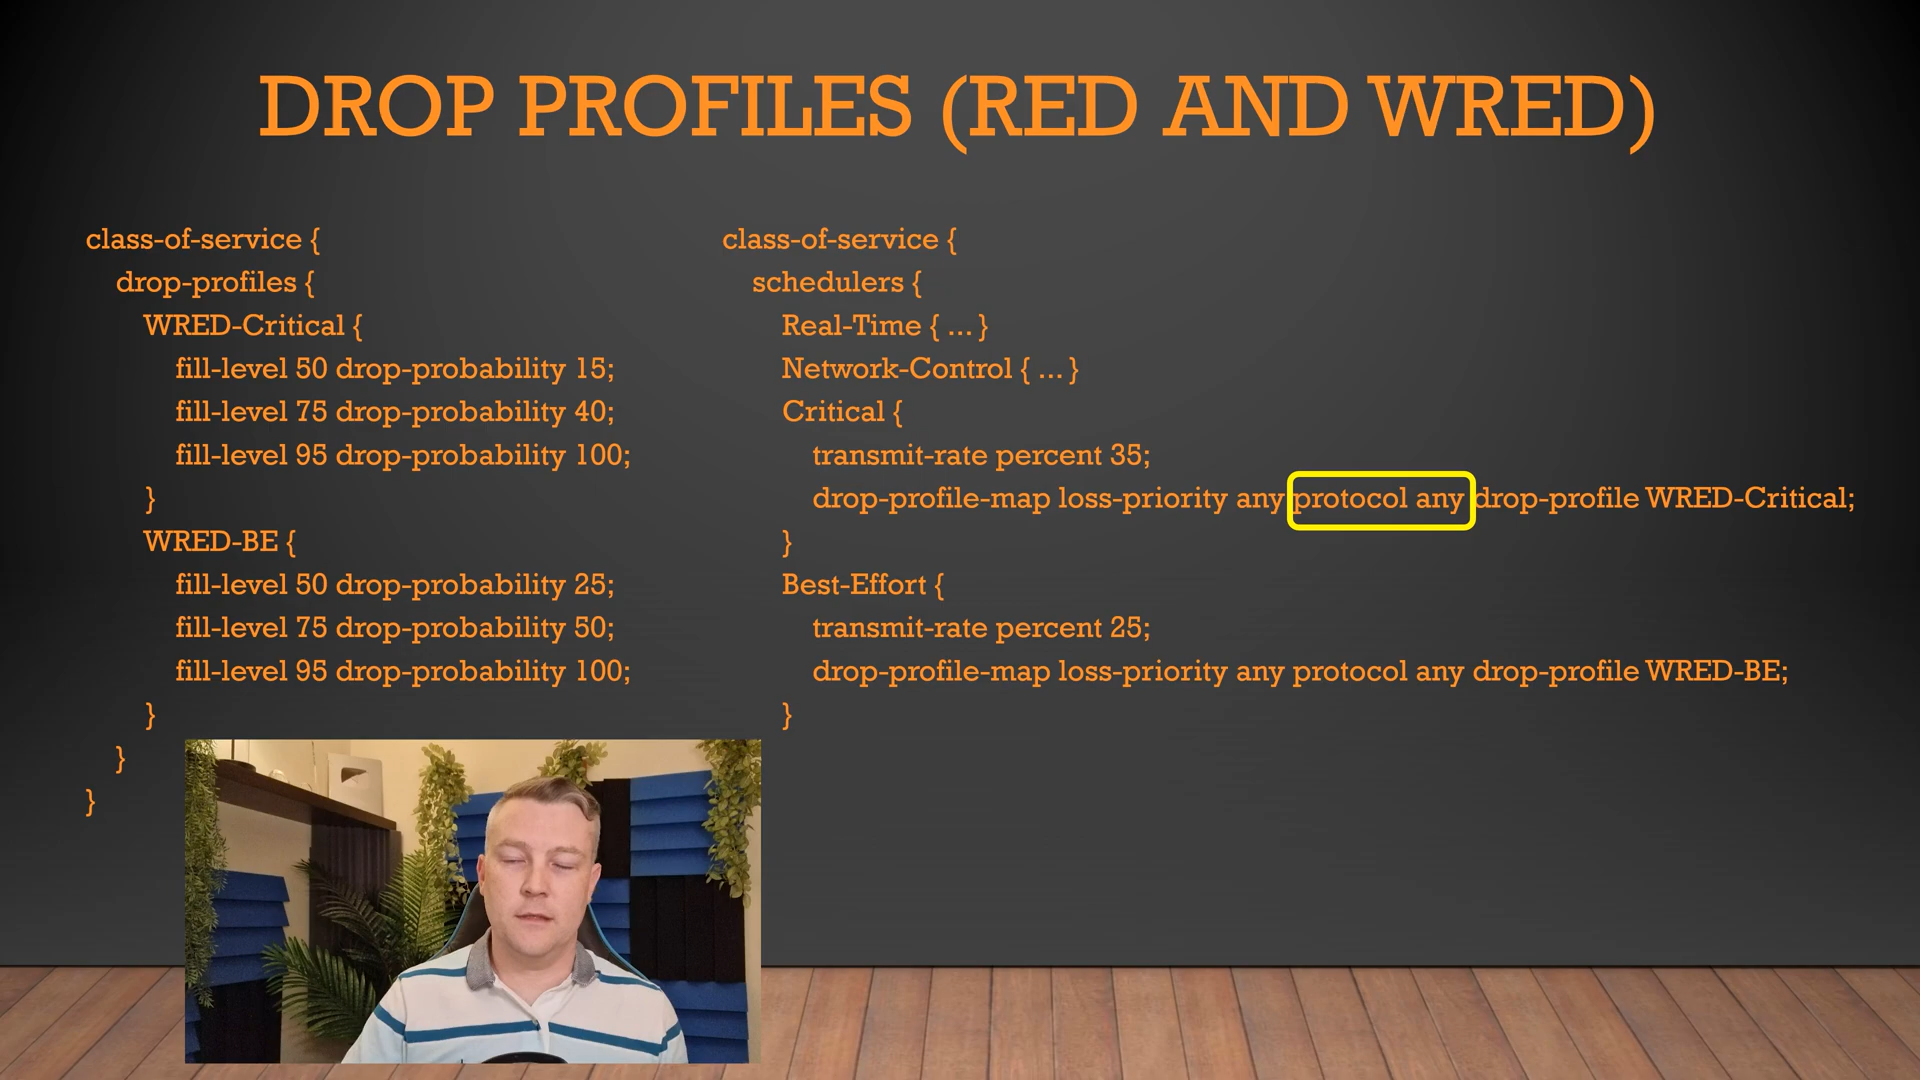 DROP PROFILES (RED AND WRED)
class-of-service {
drop-profiles {
WRED-Critical {
fill-level 50 drop-probability 15;
fill-level 75 drop-probability 40;
fill-level 95 drop-probability 100;
}
WRED-BE {
fill-level 50 drop-probability 25;
fill-level 75 drop-probability 50;
fill-level 95 drop-probability 100;
}
}
}
class-of-service {
schedulers {
Real-Time { ... }
Network-Control { ... }
Critical {
transmit-rate percent 35;
drop-profile-map loss-priority any protocol any drop-profile WRED-Critical;
}
Best-Effort {
transmit-rate percent 25;
drop-profile-map loss-priority any protocol any drop-profile WRED-BE;
}